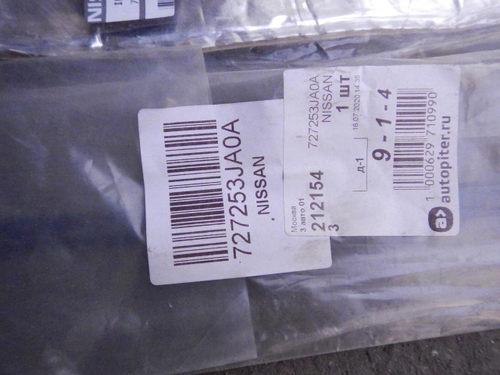 NIS
727253JA0A
NISSAN
727253JA0A
NISSAN
1 шт
16.07.2020 14:35
Москва
3 авто 01
212154
3
д-1
9 - 1 - 4
1 000629 710990
autopiter.ru